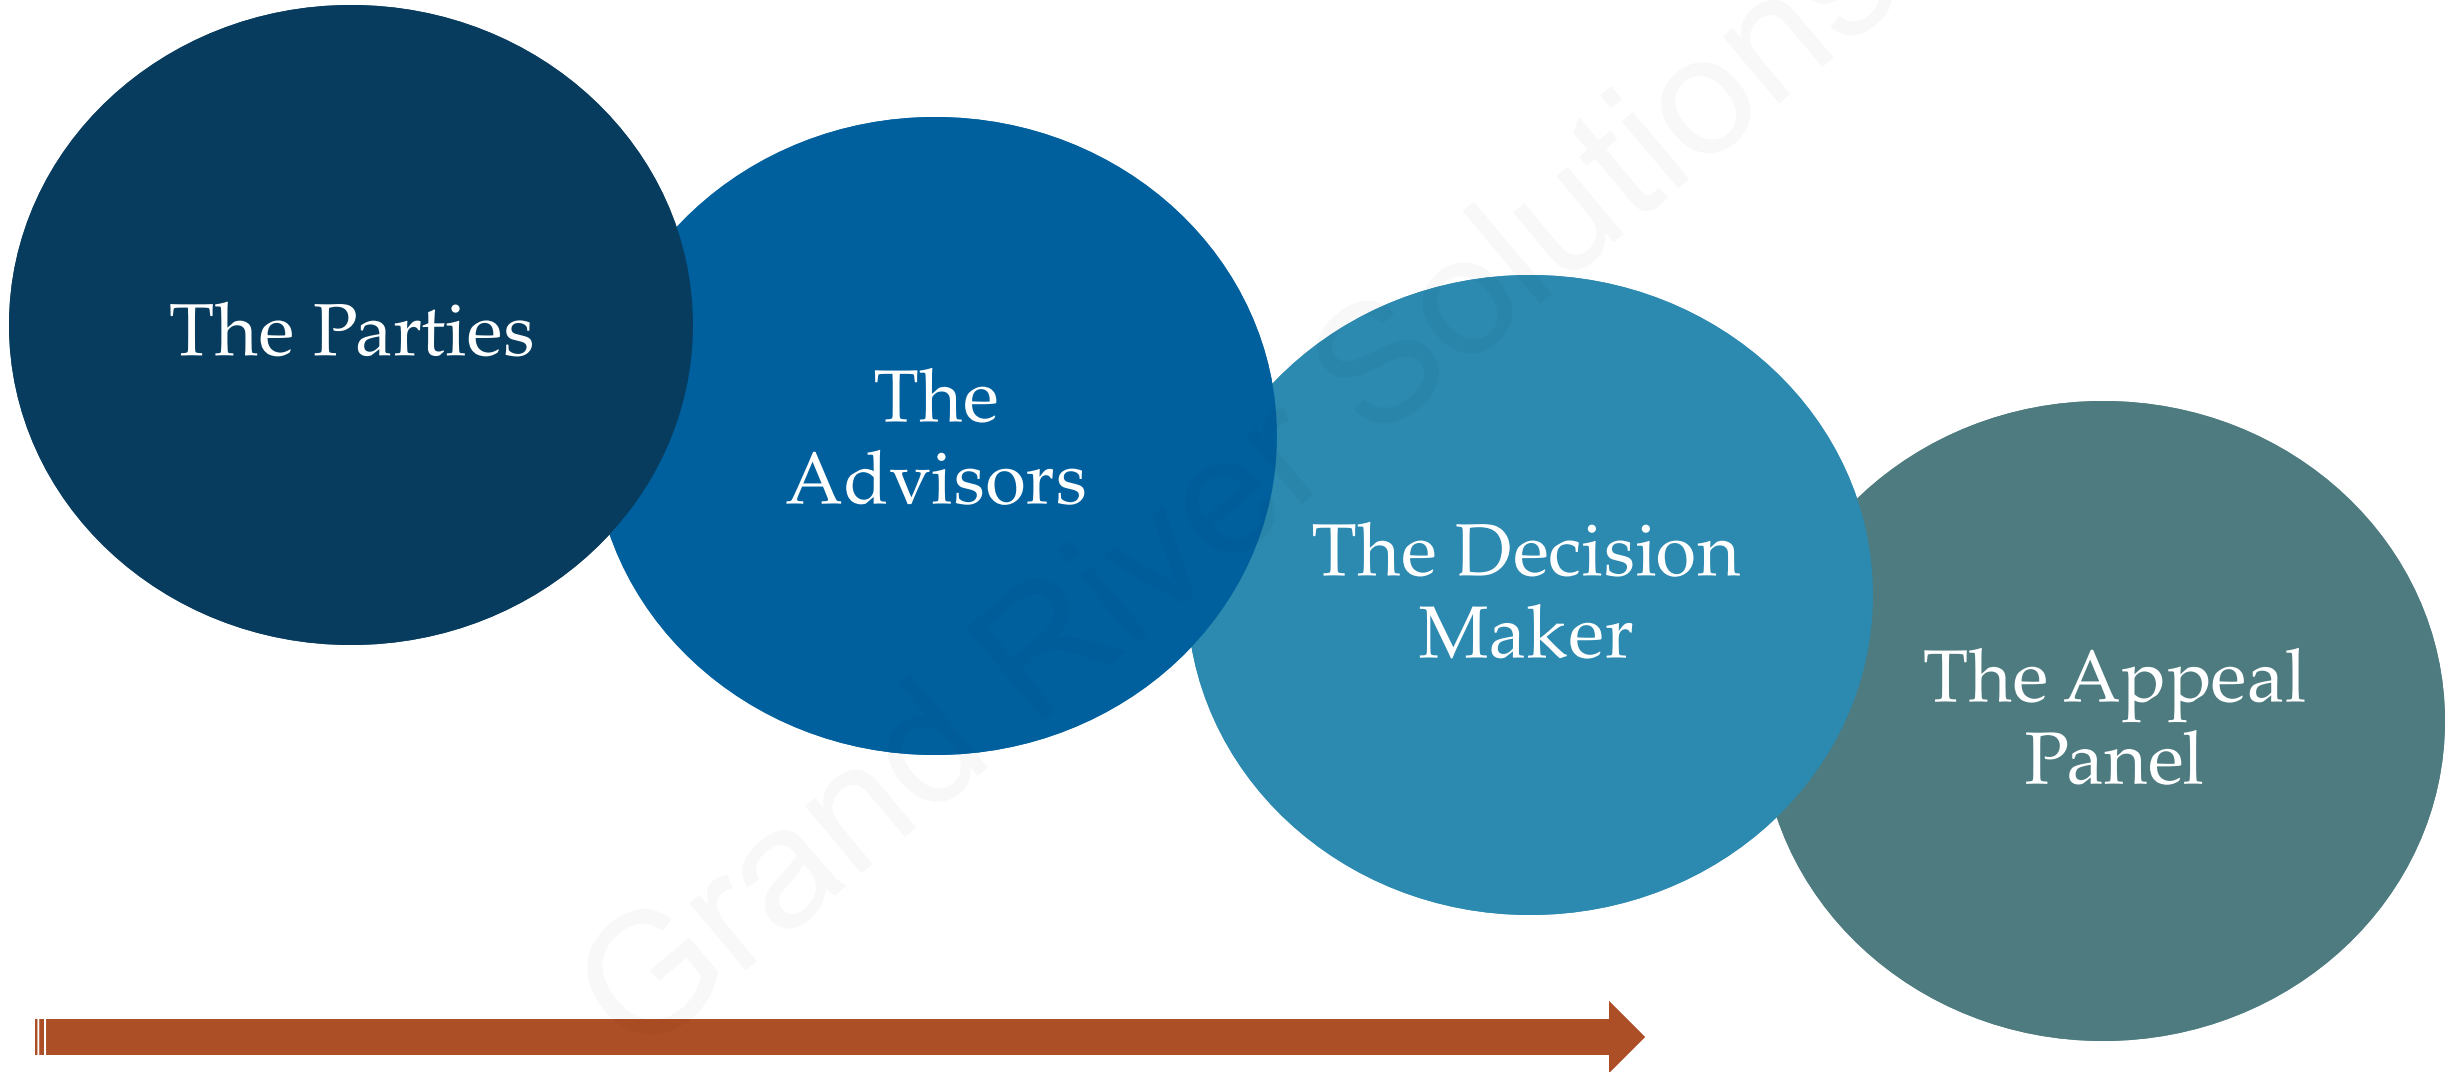 The Parties
The
Advisors
The Decision
Maker
The Appeal
Panel
Grand River Solutions